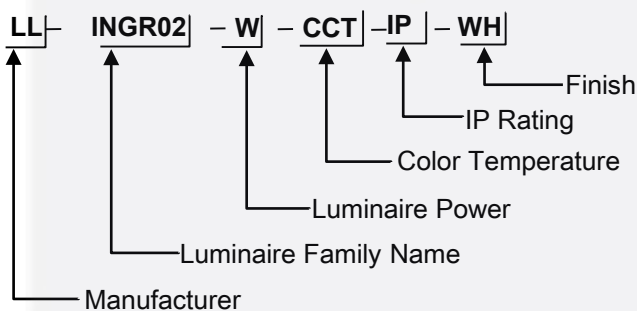 LL – INGR02 – W – CCT – IP – WH
Finish
IP Rating
Color Temperature
Luminaire Power
Luminaire Family Name
Manufacturer